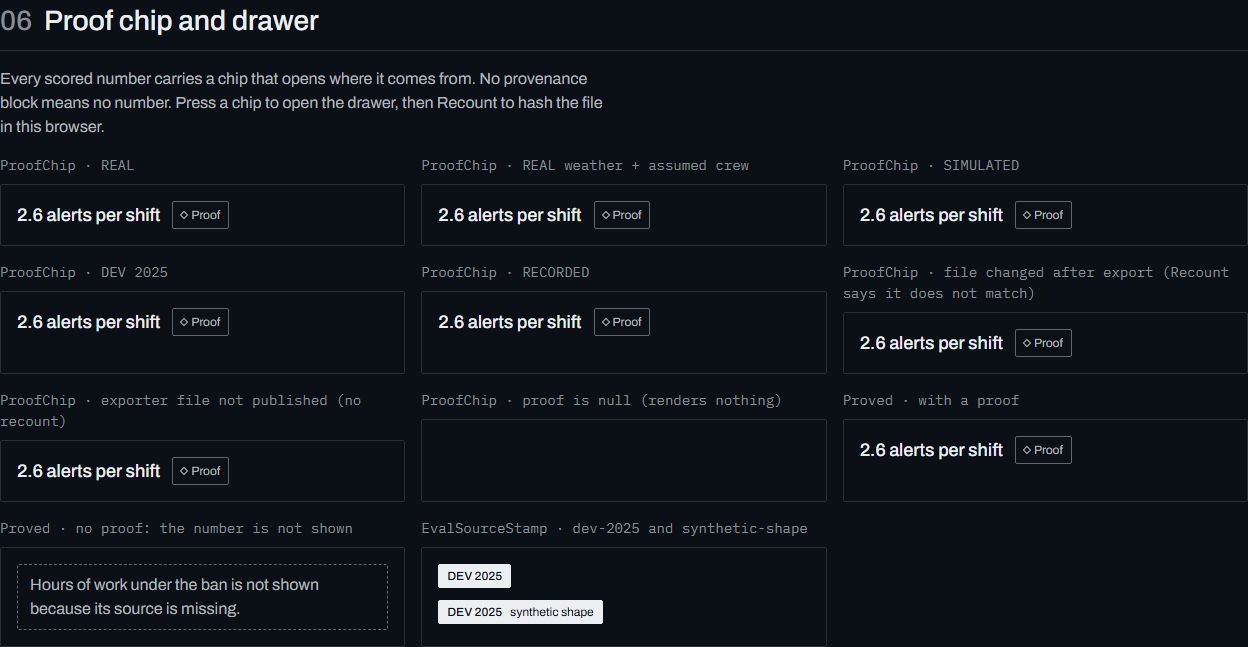 06 Proof chip and drawer
Every scored number carries a chip that opens where it comes from. No provenance
block means no number. Press a chip to open the drawer, then Recount to hash the file
in this browser.
ProofChip · REAL
2.6 alerts per shift ◇ Proof
ProofChip · REAL weather + assumed crew
2.6 alerts per shift ◇ Proof
ProofChip · SIMULATED
2.6 alerts per shift ◇ Proof
ProofChip · DEV 2025
2.6 alerts per shift ◇ Proof
ProofChip · RECORDED
2.6 alerts per shift ◇ Proof
ProofChip · file changed after export (Recount
says it does not match)
2.6 alerts per shift ◇ Proof
ProofChip · exporter file not published (no
recount)
2.6 alerts per shift ◇ Proof
ProofChip · proof is null (renders nothing)
Proved · with a proof
2.6 alerts per shift ◇ Proof
Proved · no proof: the number is not shown
Hours of work under the ban is not shown
because its source is missing.
EvalSourceStamp · dev-2025 and synthetic-shape
DEV 2025
DEV 2025 synthetic shape